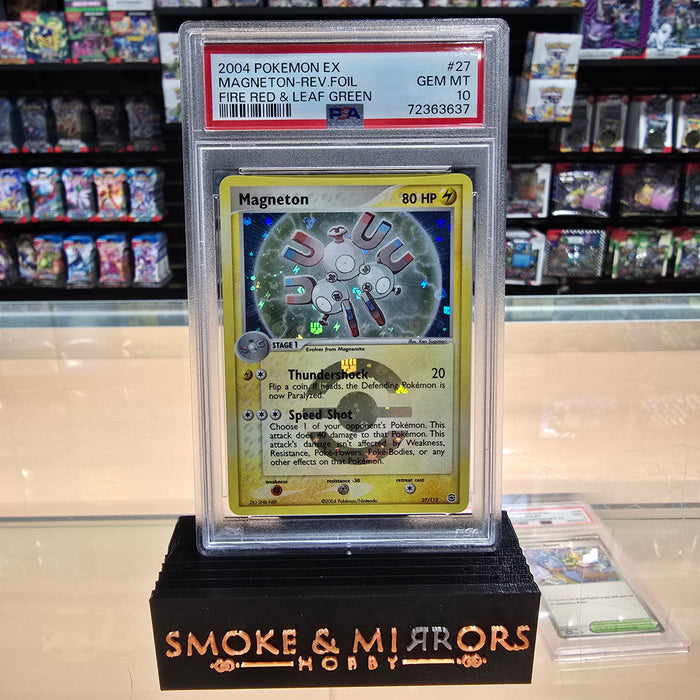 2004 POKEMON EX #27
MAGNETON-REV.FOIL GEM MT
FIRE RED & LEAF GREEN 10
PSA 72363637
Magneton 80 HP
Illus. Ken Sugimori
STAGE 1
Evolves from Magnemite
Thundershock 20
Flip a coin. If heads, the Defending Pokémon is
now Paralyzed.
Speed Shot
Choose 1 of your opponent's Pokémon. This
attack does 40 damage to that Pokémon. This
attack's damage isn't affected by Weakness,
Resistance, Poké-Powers, Poké-Bodies, or any
other effects on that Pokémon.
weakness resistance -30 retreat cost
©2004 Pokémon/Nintendo 27/112
SMOKE & MIRRORS
HOBBY